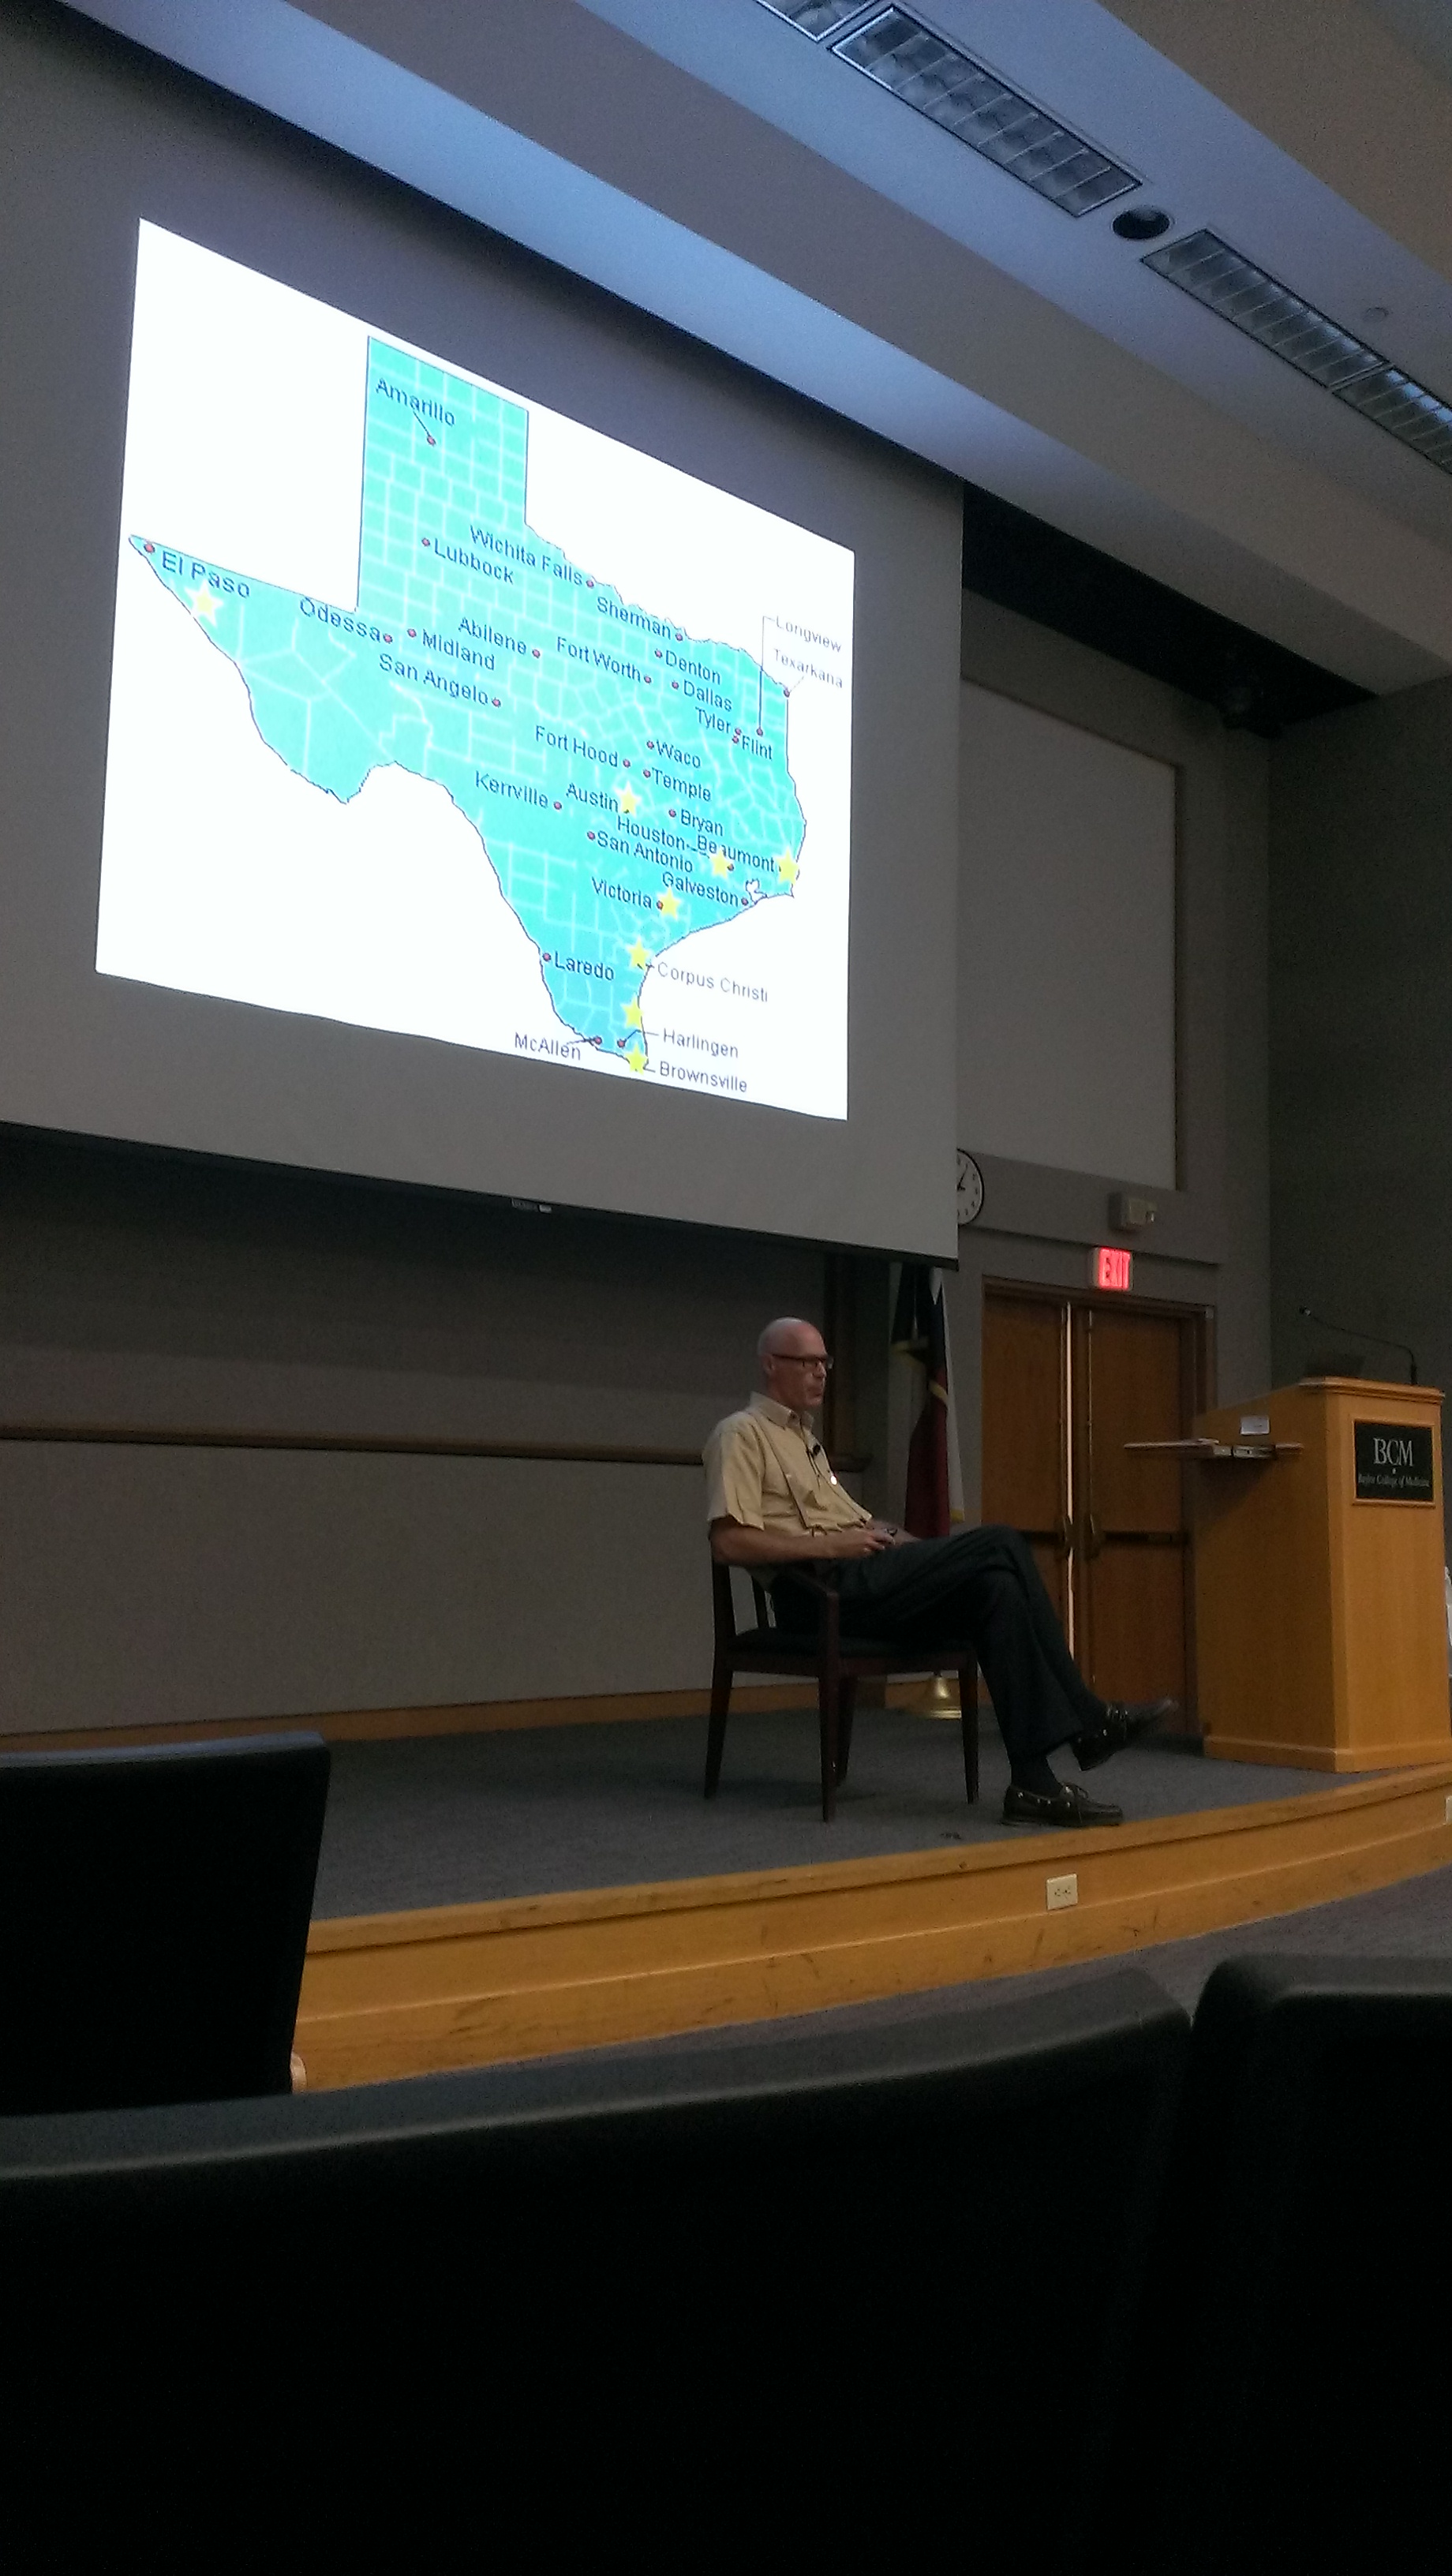 Amarillo
Wichita Falls
Lubbock
El Paso
Sherman
Longview
Odessa
Abilene
Fort Worth
Denton
Texarkana
Midland
San Angelo
Dallas
Tyler
Flint
Fort Hood
Waco
Temple
Kerrville
Austin
Bryan
Houston
Beaumont
San Antonio
Galveston
Victoria
Laredo
Corpus Christi
McAllen
Harlingen
Brownsville
EXIT
BCM
Baylor College of Medicine